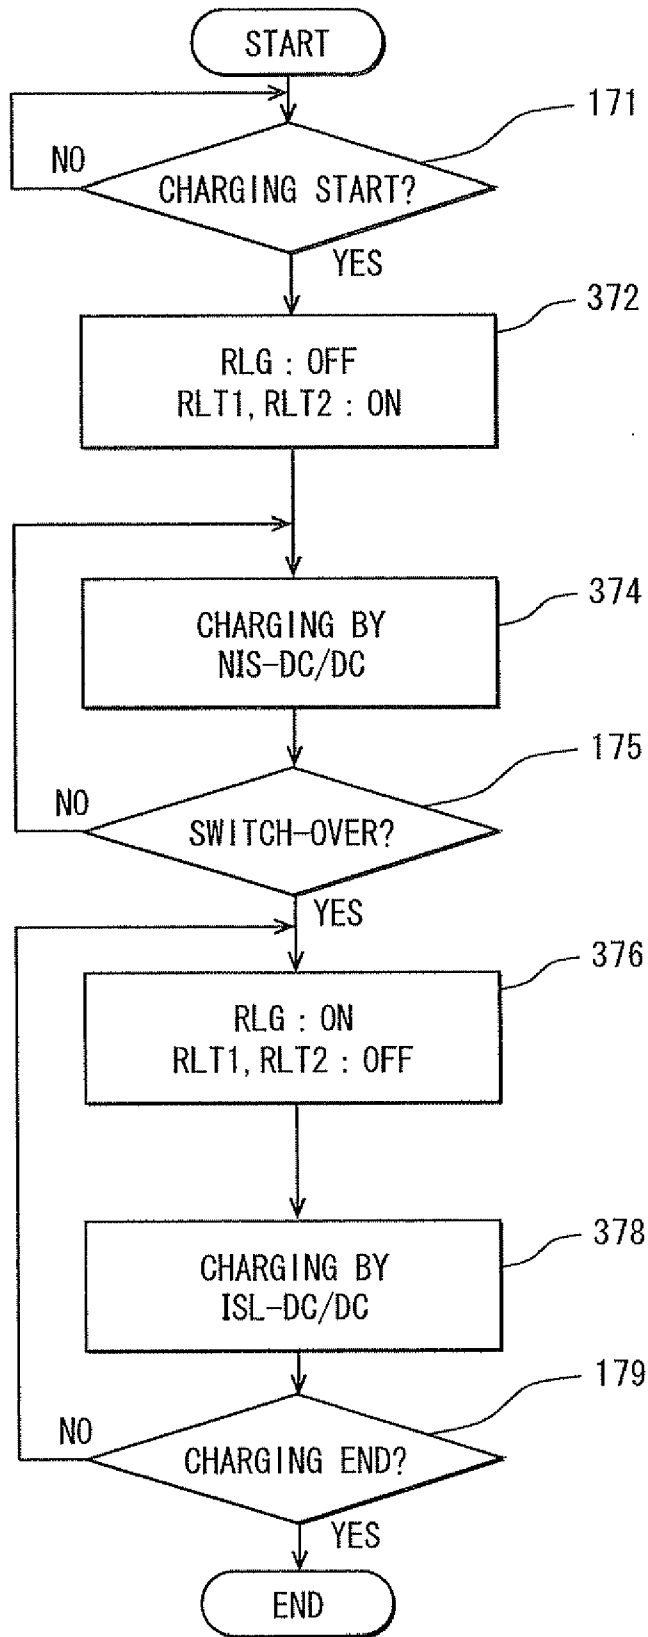 START
171
NO
CHARGING START?
YES
372
RLG : OFF
RLT1, RLT2 : ON
374
CHARGING BY
NIS-DC/DC
175
NO
SWITCH-OVER?
YES
376
RLG : ON
RLT1, RLT2 : OFF
378
CHARGING BY
ISL-DC/DC
179
NO
CHARGING END?
YES
END